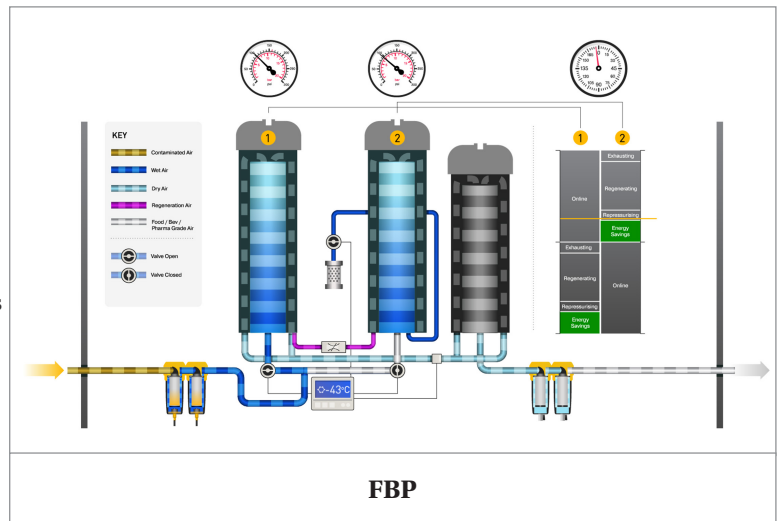 1
2
1
2
KEY
Contaminated Air
Wet Air
Dry Air
Regeneration Air
Food / Bev /
Pharma Grade Air
Valve Open
Valve Closed
Exhausting
Regenerating
Online
Repressurising
Energy
Savings
Exhausting
Regenerating
Online
Repressurising
Energy
Savings
-43°C
FBP